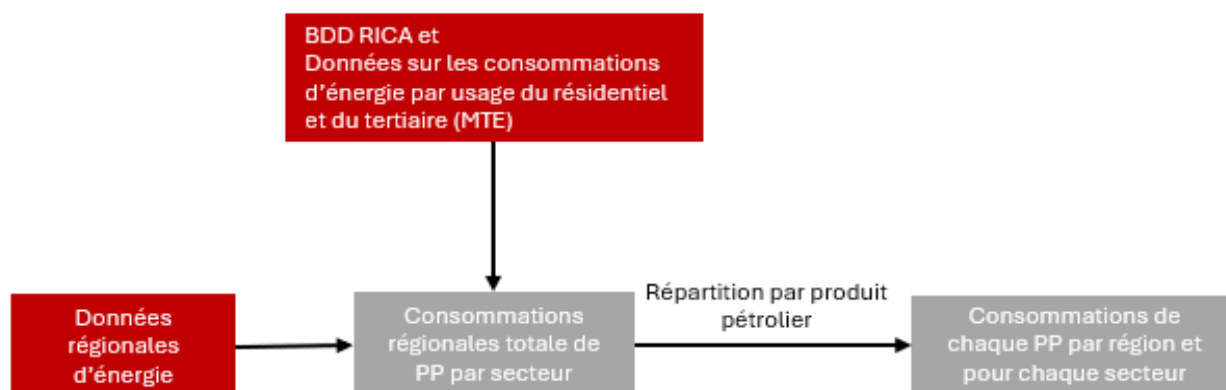 BDD RICA et
Données sur les consommations
d'énergie par usage du résidentiel
et du tertiaire (MTE)
Données
régionales
d'énergie
Consommations
régionales totale de
PP par secteur
Répartition par produit
pétrolier
Consommations de
chaque PP par région et
pour chaque secteur